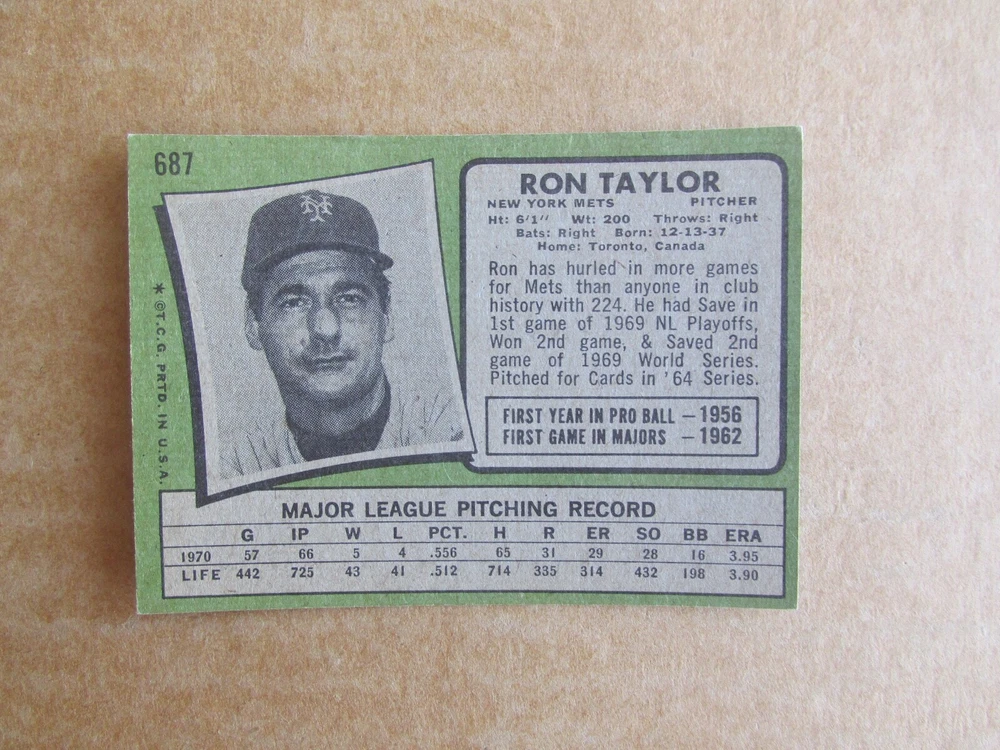 687
RON TAYLOR
NEW YORK METS PITCHER
Ht: 6'1" Wt: 200 Throws: Right
Bats: Right Born: 12-13-37
Home: Toronto, Canada
Ron has hurled in more games
for Mets than anyone in club
history with 224. He had Save in
1st game of 1969 NL Playoffs,
Won 2nd game, & Saved 2nd
game of 1969 World Series.
Pitched for Cards in '64 Series.
FIRST YEAR IN PRO BALL – 1956
FIRST GAME IN MAJORS – 1962
* ©T.C.G. PRTD. IN U.S.A.
NY
MAJOR LEAGUE PITCHING RECORD
G IP W L PCT. H R ER SO BB ERA
1970 57 66 5 4 .556 65 31 29 28 16 3.95
LIFE 442 725 43 41 .512 714 335 314 432 198 3.90